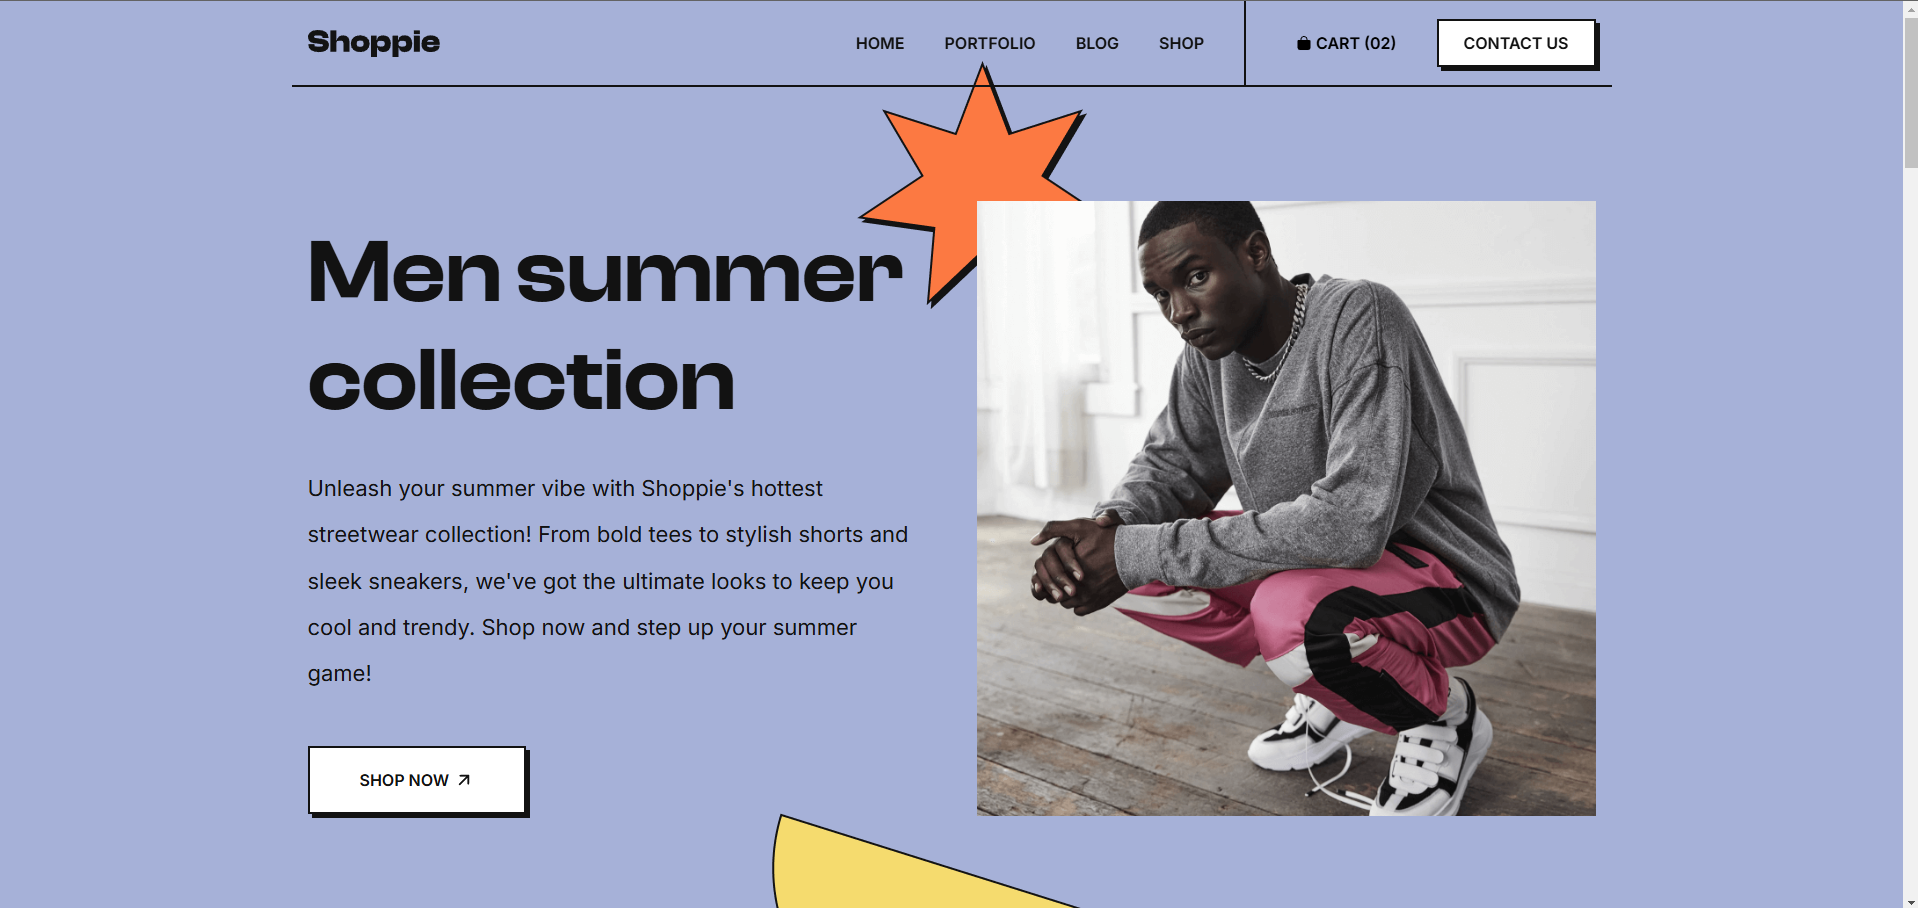 Shoppie
HOME PORTFOLIO BLOG SHOP CART (02) CONTACT US
Men summer
collection
Unleash your summer vibe with Shoppie's hottest
streetwear collection! From bold tees to stylish shorts and
sleek sneakers, we've got the ultimate looks to keep you
cool and trendy. Shop now and step up your summer
game!
SHOP NOW